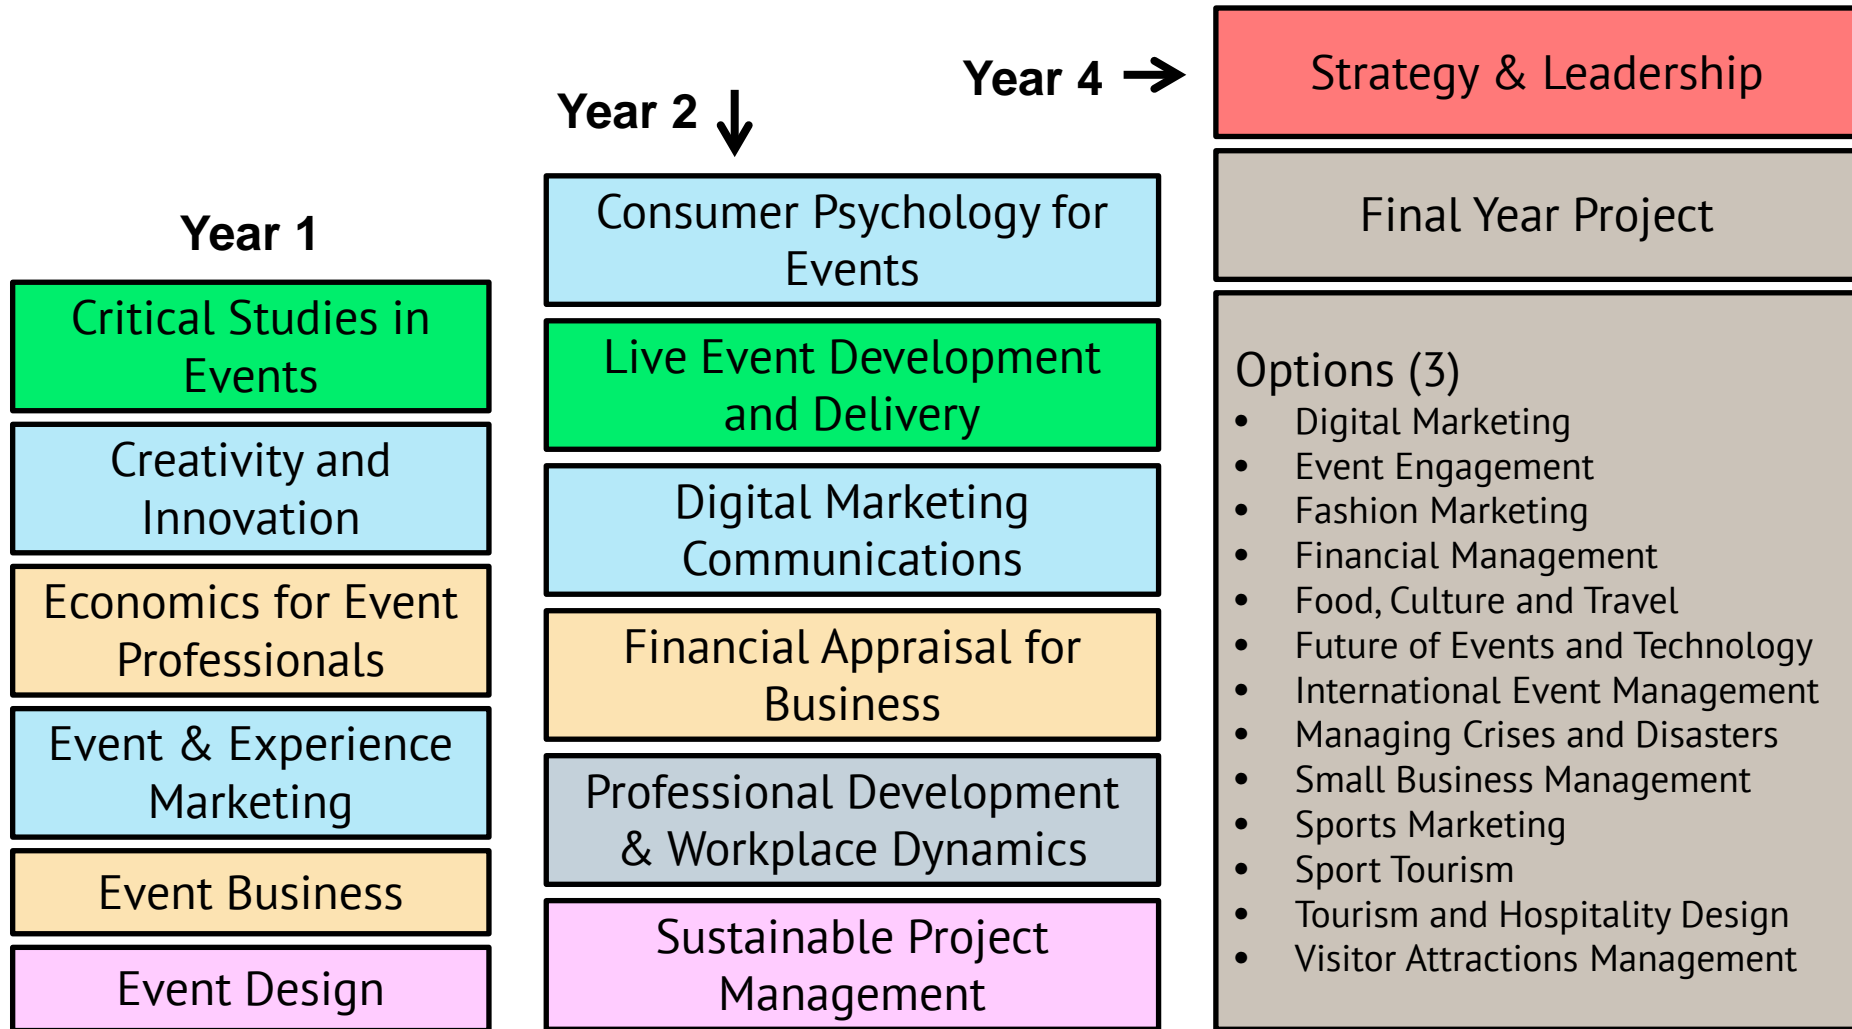 Year 1
Critical Studies in
Events
Creativity and
Innovation
Economics for Event
Professionals
Event & Experience
Marketing
Event Business
Event Design
Year 2
Consumer Psychology for
Events
Live Event Development
and Delivery
Digital Marketing
Communications
Financial Appraisal for
Business
Professional Development
& Workplace Dynamics
Sustainable Project
Management
Year 4
Strategy & Leadership
Final Year Project
Options (3)
• Digital Marketing
• Event Engagement
• Fashion Marketing
• Financial Management
• Food, Culture and Travel
• Future of Events and Technology
• International Event Management
• Managing Crises and Disasters
• Small Business Management
• Sports Marketing
• Sport Tourism
• Tourism and Hospitality Design
• Visitor Attractions Management